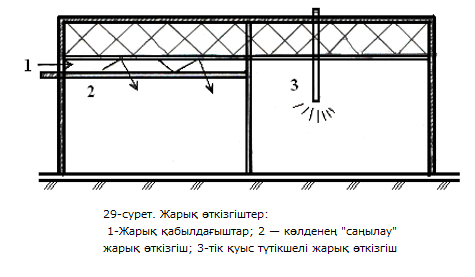 1
2
3
29-сурет. Жарық өткізгіштер:
1-Жарық қабылдағыштар; 2 — көлденең "саңылау"
жарық өткізгіш; 3-тік қуыс түтікшелі жарық өткізгіш